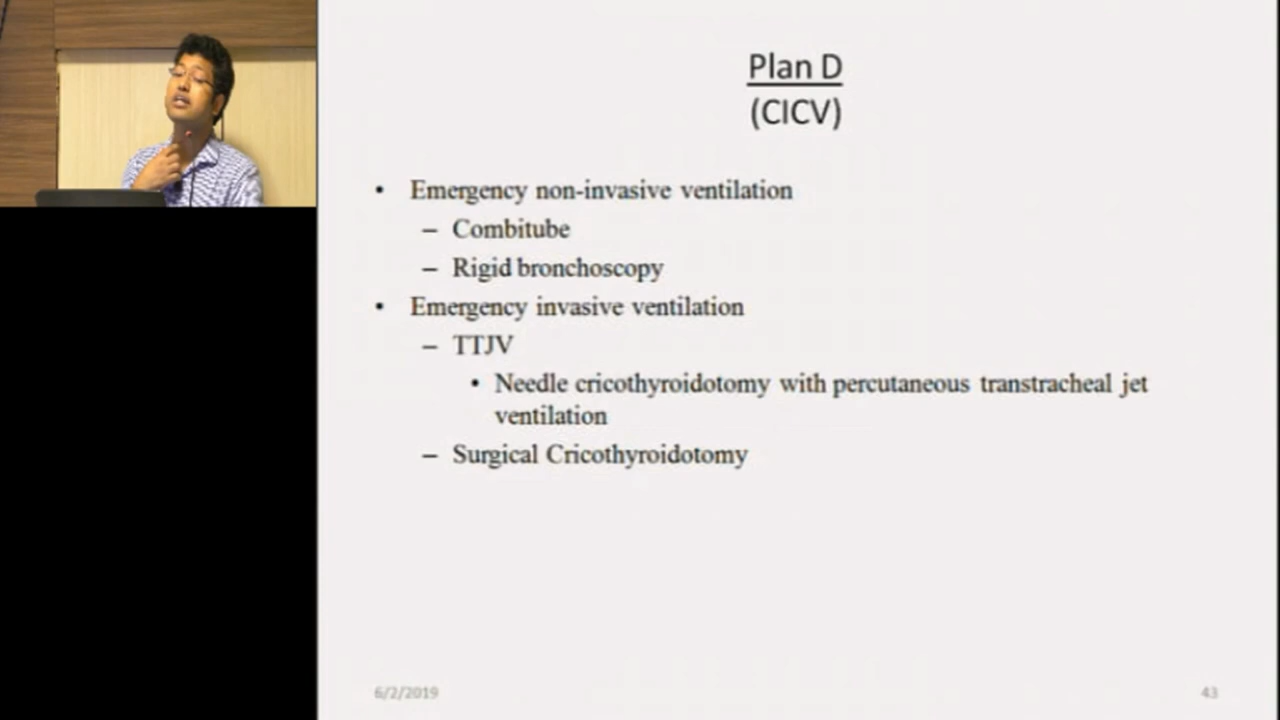 Plan D
(CICV)
• Emergency non-invasive ventilation
– Combitube
– Rigid bronchoscopy
• Emergency invasive ventilation
– TTJV
• Needle cricothyroidotomy with percutaneous transtracheal jet
ventilation
– Surgical Cricothyroidotomy
6/2/2019
43